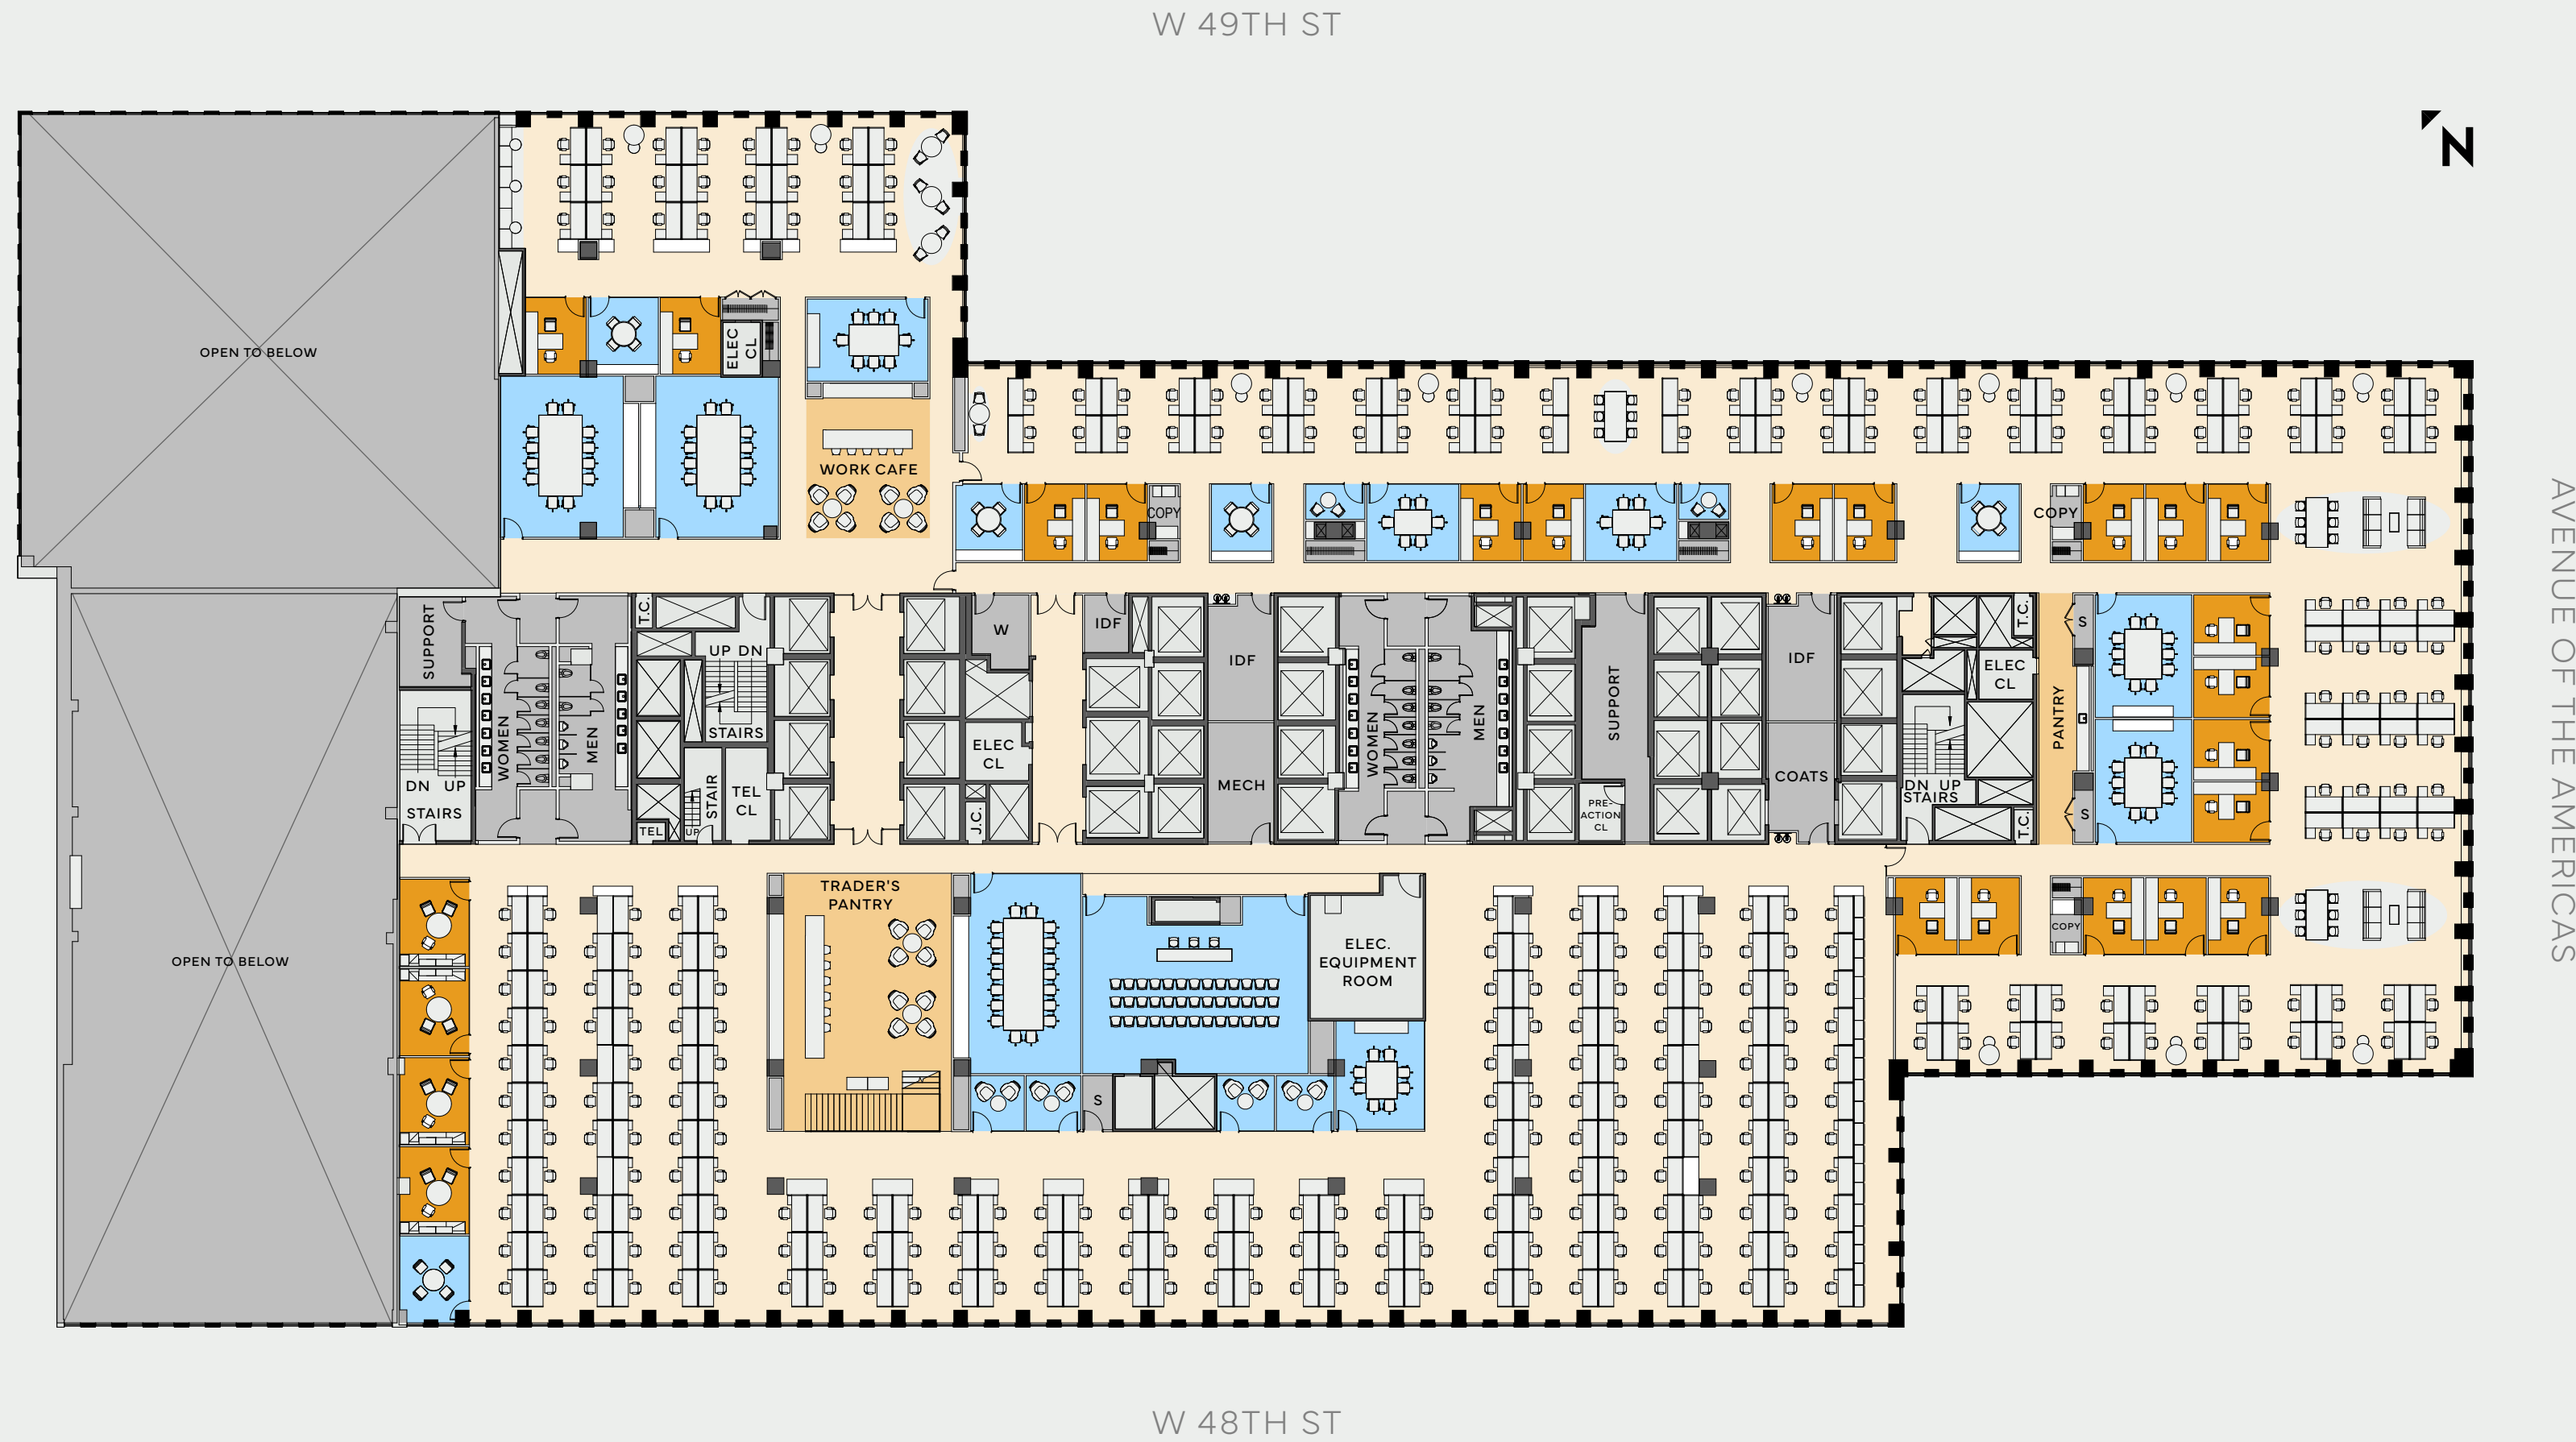 W 49TH ST
N
OPEN TO BELOW
ELEC
CL
WORK CAFE
COPY
COPY
AVENUE OF THE AMERICAS
SUPPORT
WOMEN
MEN
DN UP
STAIRS
T.C.
UP DN
STAIRS
STAIR
UP
TEL
TEL
CL
W
ELEC
CL
J.C.
IDF
IDF
MECH
WOMEN
MEN
SUPPORT
PRE-
ACTION
CL
IDF
COATS
T.C.
ELEC
CL
DN UP
STAIRS
T.C.
PANTRY
S
S
OPEN TO BELOW
TRADER'S
PANTRY
S
ELEC.
EQUIPMENT
ROOM
COPY
W 48TH ST